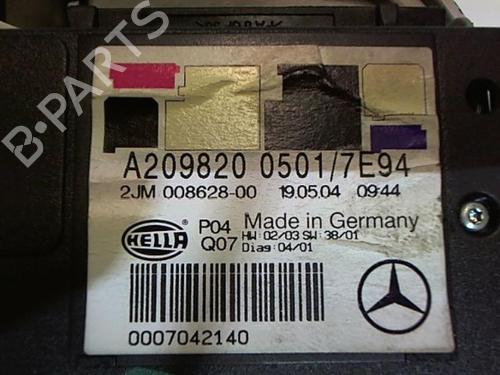 B-PARTS
A209820 0501/7E94
2JM 008628-00 19.05.04 09:44
HELLA
P04 Made in Germany
Q07 HW: 02/03 SW: 38/01
Diag: 04/01
0007042140